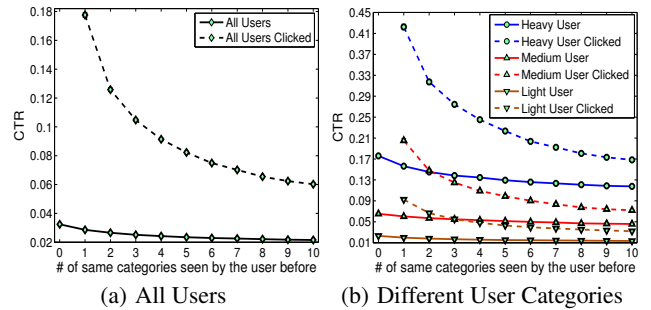 0.18
0.16
0.14
0.12
0.1
0.08
0.06
0.04
0.02
CTR
All Users
All Users Clicked
0 1 2 3 4 5 6 7 8 9 10
# of same categories seen by the user before
(a) All Users
0.45
0.41
0.37
0.33
0.29
0.25
0.21
0.17
0.13
0.09
0.05
0.01
CTR
Heavy User
Heavy User Clicked
Medium User
Medium User Clicked
Light User
Light User Clicked
0 1 2 3 4 5 6 7 8 9 10
# of same categories seen by the user before
(b) Different User Categories